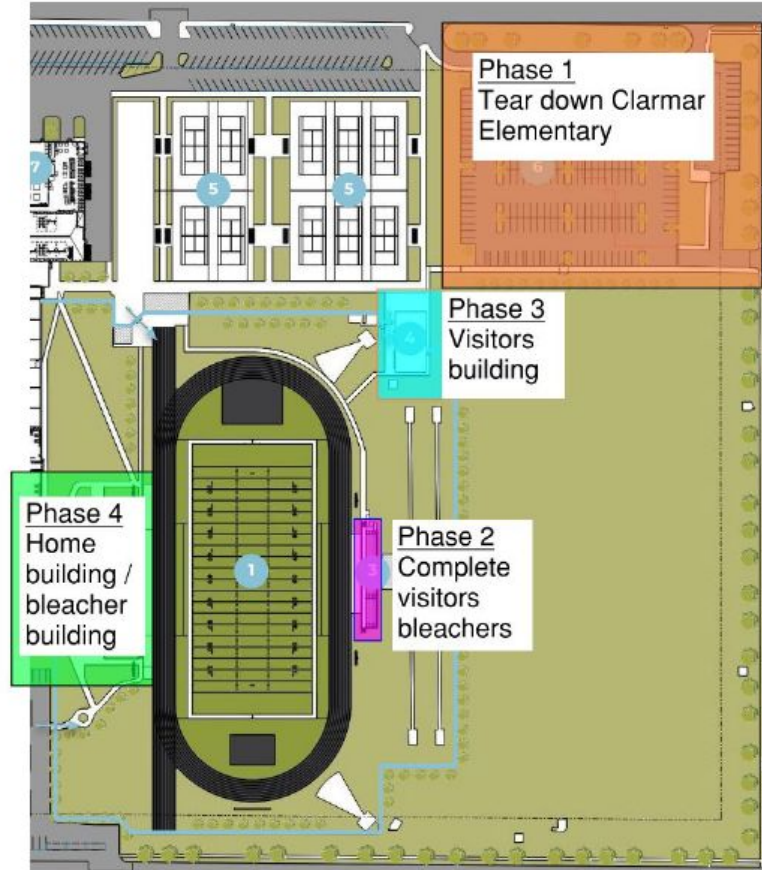 Phase 1
Tear down Clarmar
Elementary
6
7
5
5
Phase 3
Visitors
building
4
Phase 4
Home
building /
bleacher
building
1
3
Phase 2
Complete
visitors
bleachers